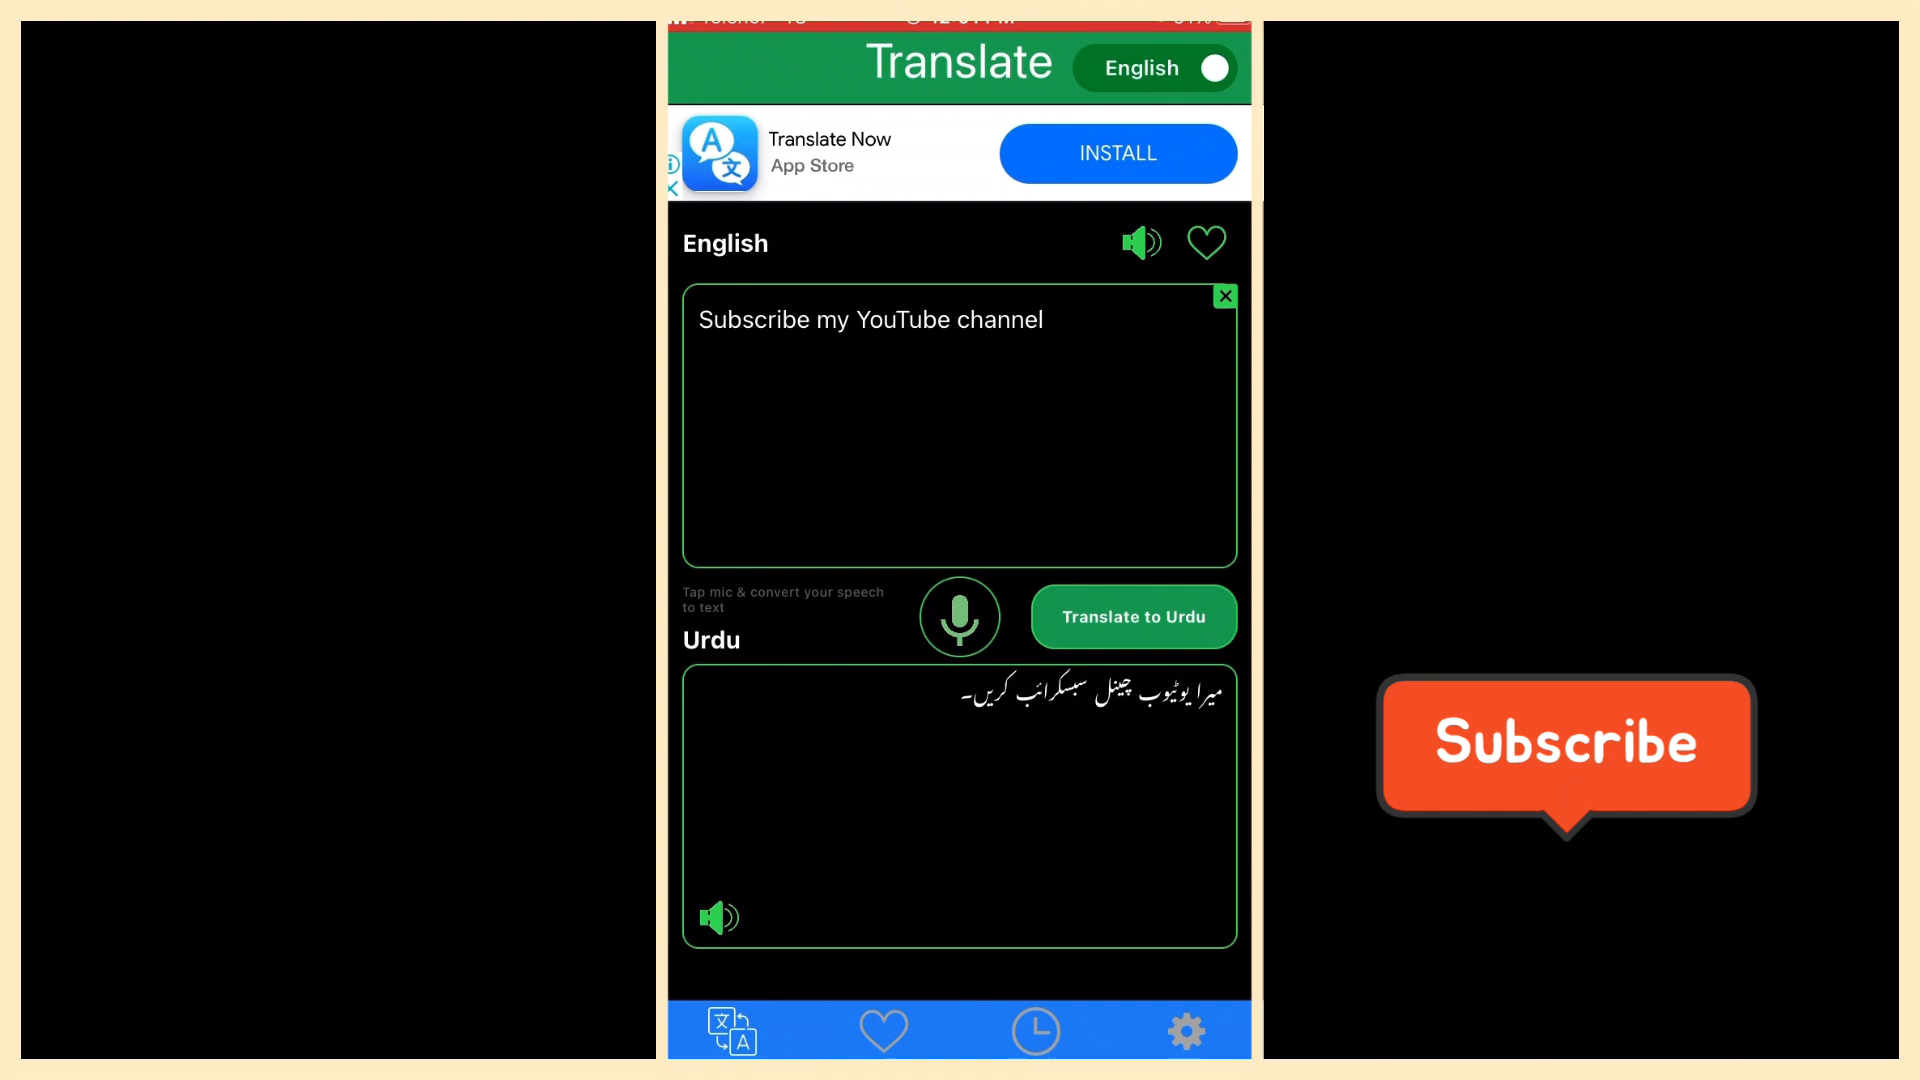 Translate
English
Translate Now
App Store
INSTALL
English
Subscribe my YouTube channel
Tap mic & convert your speech
to text
Translate to Urdu
Urdu
میرا یوٹیوب چینل سبسکرائب کریں۔
Subscribe